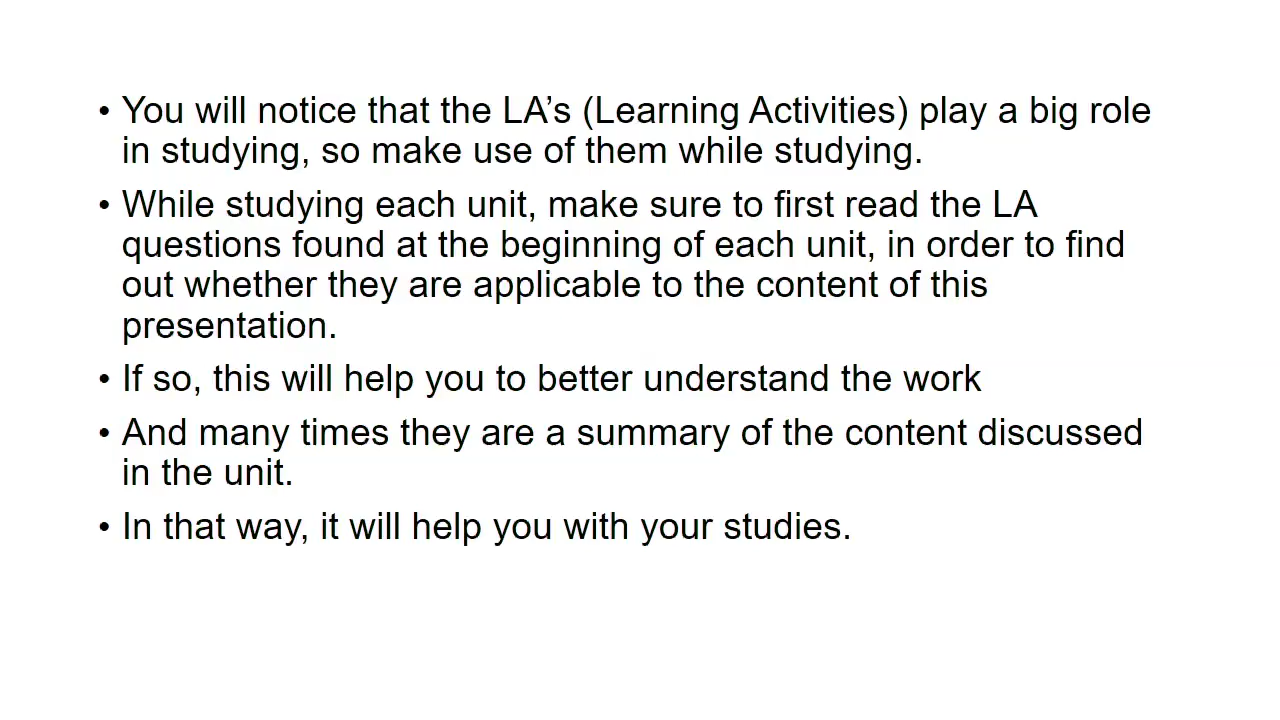 • You will notice that the LA’s (Learning Activities) play a big role
in studying, so make use of them while studying.
• While studying each unit, make sure to first read the LA
questions found at the beginning of each unit, in order to find
out whether they are applicable to the content of this
presentation.
• If so, this will help you to better understand the work
• And many times they are a summary of the content discussed
in the unit.
• In that way, it will help you with your studies.